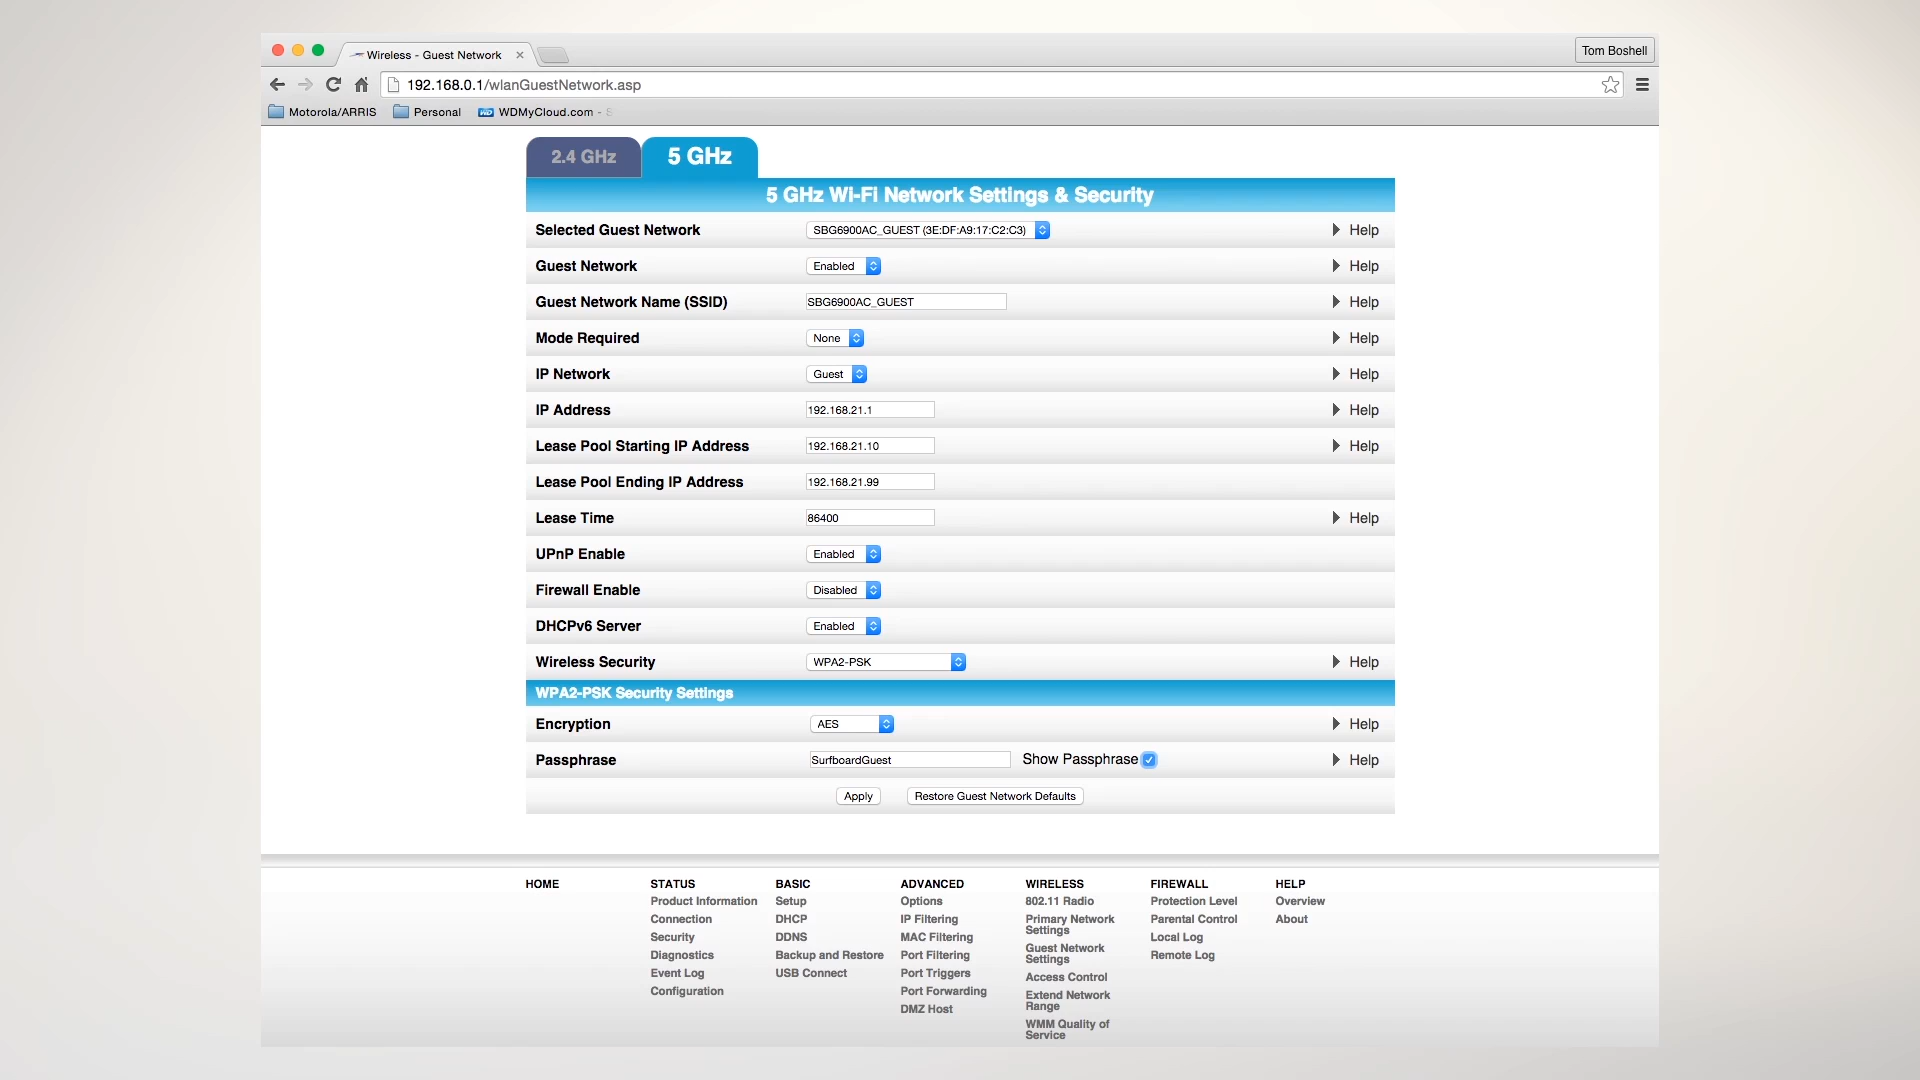 Wireless - Guest Network
Tom Boshell
192.168.0.1/wlanGuestNetwork.asp
Motorola/ARRIS Personal WDMyCloud.com - S
2.4 GHz 5 GHz
5 GHz Wi-Fi Network Settings & Security
Selected Guest Network SBG6900AC_GUEST (3E:DF:A9:17:C2:C3) Help
Guest Network Enabled Help
Guest Network Name (SSID) SBG6900AC_GUEST Help
Mode Required None Help
IP Network Guest Help
IP Address 192.168.21.1 Help
Lease Pool Starting IP Address 192.168.21.10 Help
Lease Pool Ending IP Address 192.168.21.99
Lease Time 86400 Help
UPnP Enable Enabled
Firewall Enable Disabled
DHCPv6 Server Enabled
Wireless Security WPA2-PSK Help
WPA2-PSK Security Settings
Encryption AES Help
Passphrase SurfboardGuest Show Passphrase Help
Apply Restore Guest Network Defaults
HOME
STATUS
Product Information
Connection
Security
Diagnostics
Event Log
Configuration
BASIC
Setup
DHCP
DDNS
Backup and Restore
USB Connect
ADVANCED
Options
IP Filtering
MAC Filtering
Port Filtering
Port Triggers
Port Forwarding
DMZ Host
WIRELESS
802.11 Radio
Primary Network
Settings
Guest Network
Settings
Access Control
Extend Network
Range
WMM Quality of
Service
FIREWALL
Protection Level
Parental Control
Local Log
Remote Log
HELP
Overview
About